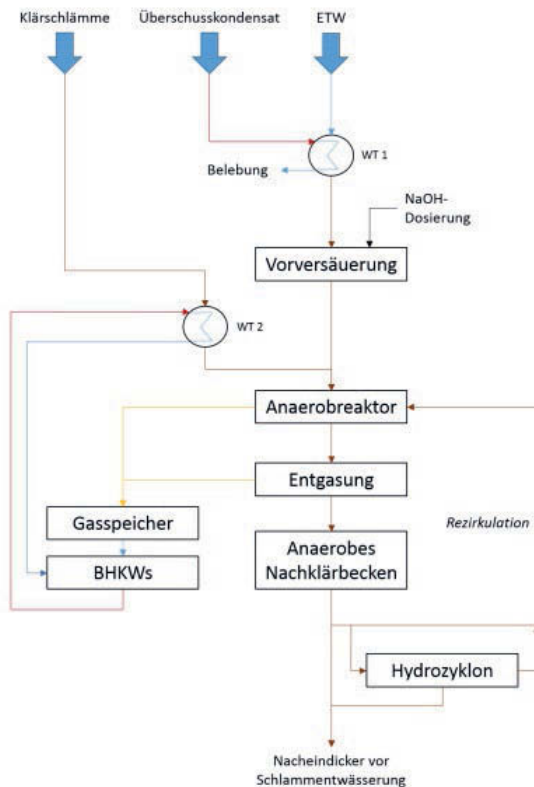 Klärschlämme
Überschusskondensat
ETW
WT 1
Belebung
NaOH-
Dosierung
Vorversäuerung
WT 2
Anaerobreaktor
Entgasung
Gasspeicher
Rezirkulation
Anaerobes
Nachklärbecken
BHKWs
Hydrozyklon
Nacheindicker vor
Schlammentwässerung